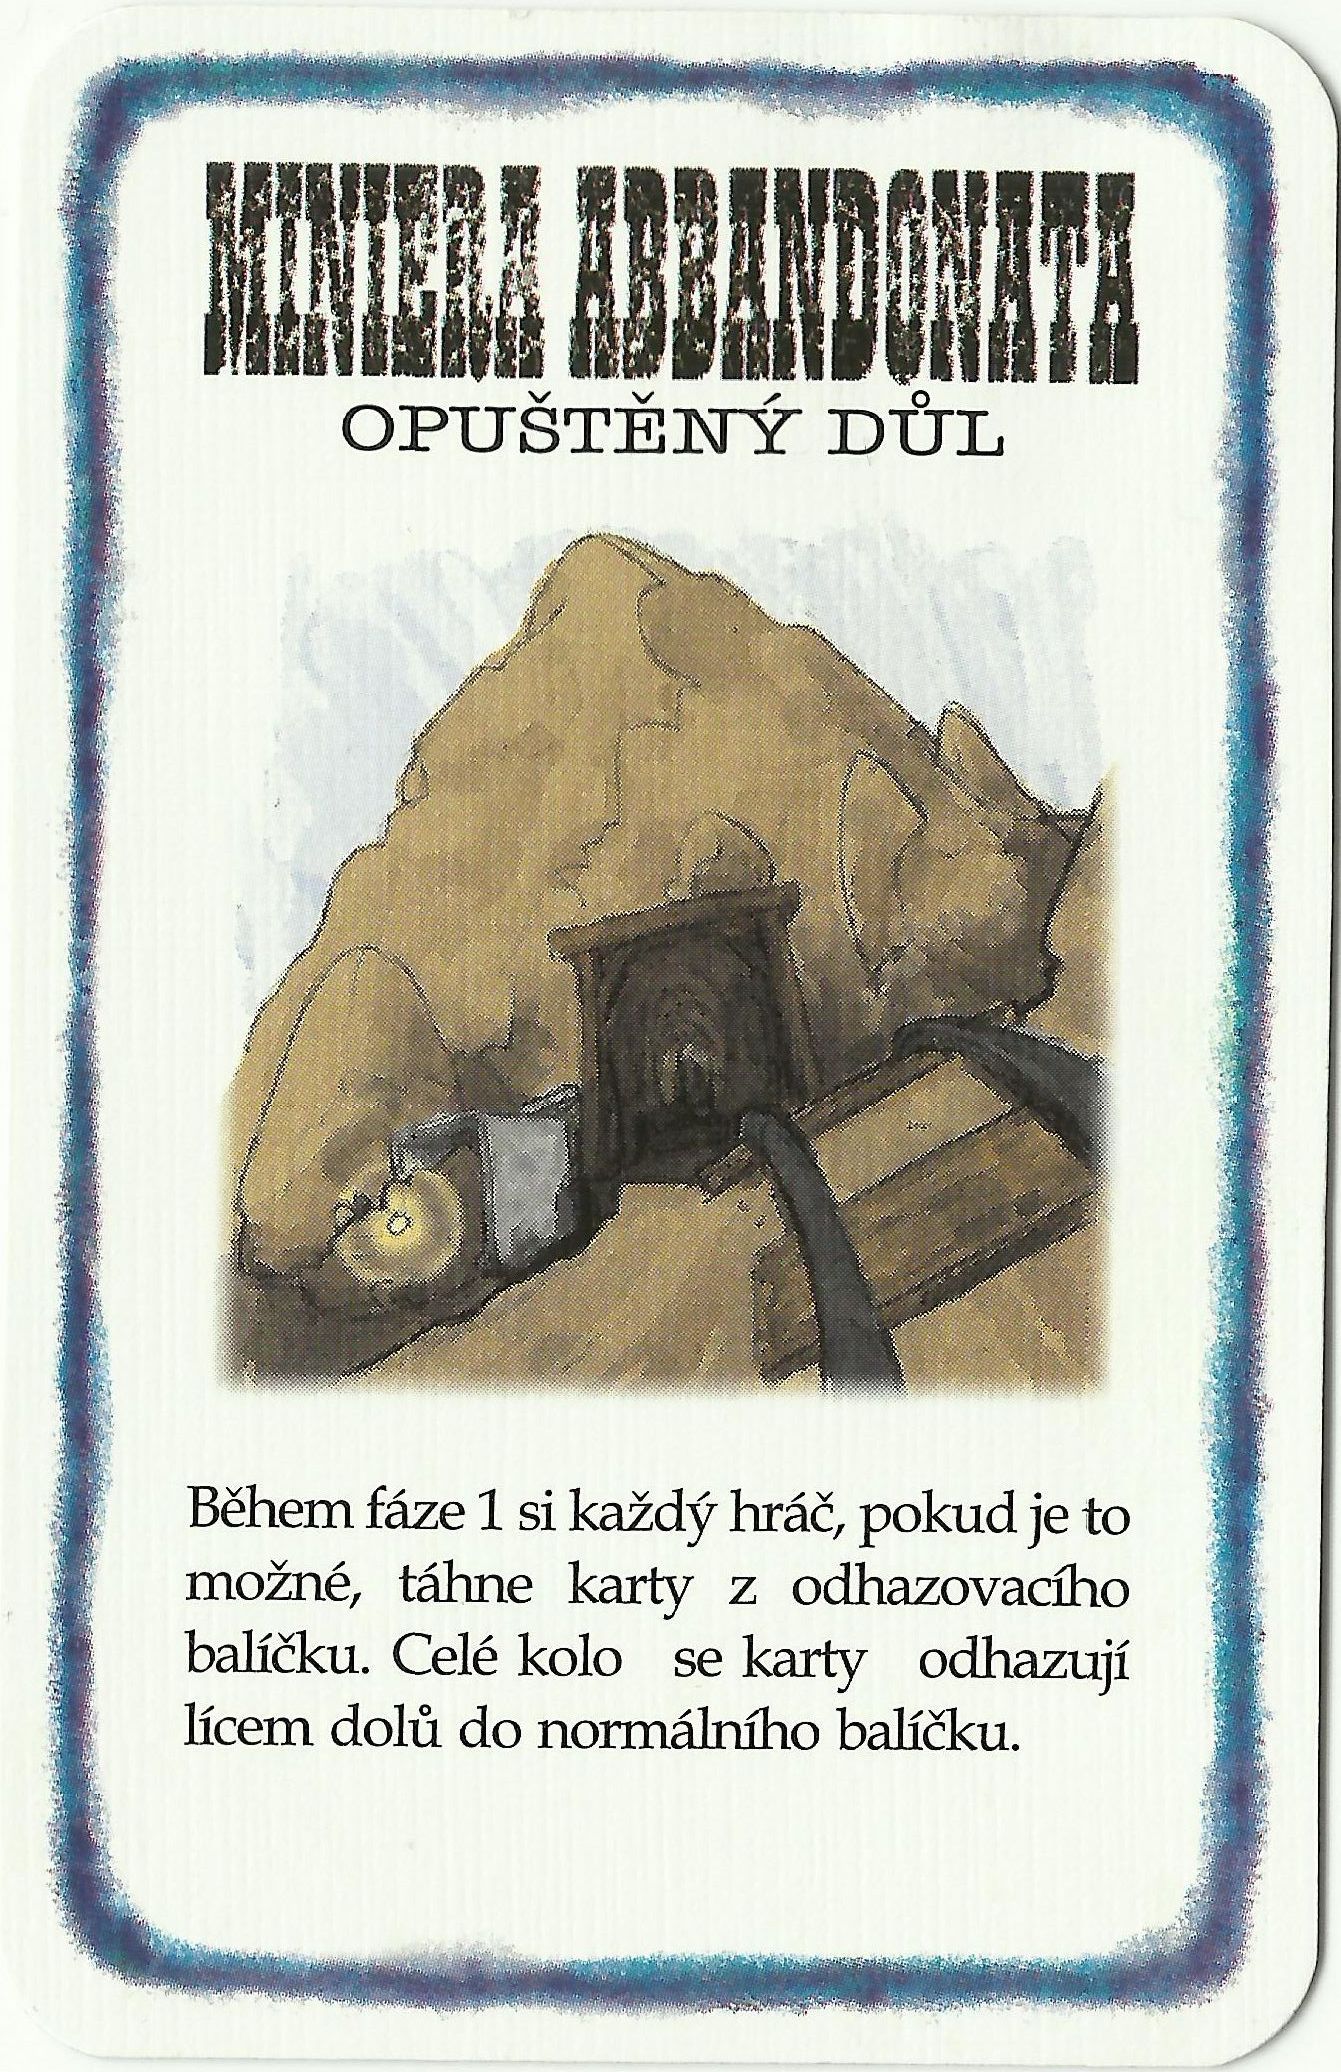 MINIERA ABBANDONATA
OPUŠTĚNÝ DŮL
Během fáze 1 si každý hráč, pokud je to
možné, táhne karty z odhazovacího
balíčku. Celé kolo se karty odhazují
lícem dolů do normálního balíčku.